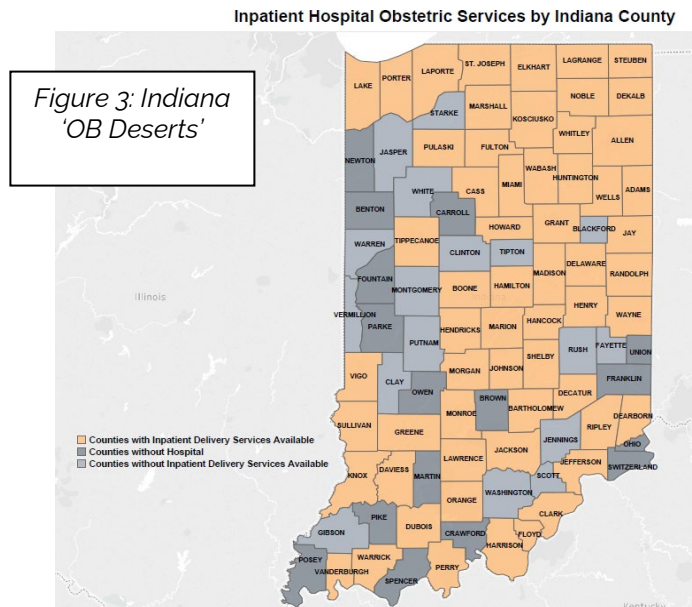 Inpatient Hospital Obstetric Services by Indiana County
Figure 3: Indiana
‘OB Deserts’
LAKE
PORTER
LAPORTE
ST. JOSEPH
ELKHART
LAGRANGE
STEUBEN
STARKE
MARSHALL
KOSCIUSKO
NOBLE
DEKALB
NEWTON
JASPER
PULASKI
FULTON
WHITLEY
ALLEN
BENTON
WHITE
CARROLL
CASS
MIAMI
WABASH
HUNTINGTON
WELLS
ADAMS
WARREN
TIPPECANOE
CLINTON
HOWARD
TIPTON
GRANT
BLACKFORD
JAY
FOUNTAIN
MONTGOMERY
BOONE
HAMILTON
MADISON
DELAWARE
RANDOLPH
Illinois
VERMILLION
PARKE
PUTNAM
HENDRICKS
MARION
HANCOCK
HENRY
WAYNE
VIGO
CLAY
OWEN
MORGAN
JOHNSON
SHELBY
RUSH
FAYETTE
UNION
FRANKLIN
SULLIVAN
GREENE
MONROE
BROWN
BARTHOLOMEW
DECATUR
RIPLEY
DEARBORN
OHIO
SWITZERLAND
Counties with Inpatient Delivery Services Available
Counties without Hospital
Counties without Inpatient Delivery Services Available
KNOX
DAVIESS
MARTIN
LAWRENCE
JACKSON
JENNINGS
JEFFERSON
SCOTT
ORANGE
WASHINGTON
CLARK
FLOYD
GIBSON
PIKE
DUBOIS
CRAWFORD
HARRISON
POSEY
VANDERBURGH
WARRICK
SPENCER
PERRY
Kentucky